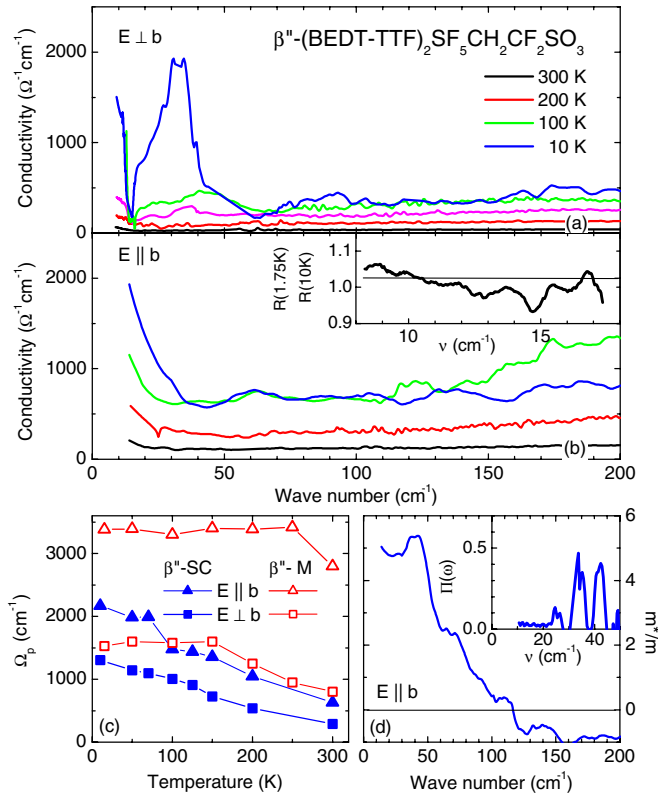 E ⊥ b
β"-(BEDT-TTF)₂SF₅CH₂CF₂SO₃
300 K
200 K
100 K
10 K
Conductivity (Ω⁻¹cm⁻¹)
2000
1000
0
(a)
E || b
Conductivity (Ω⁻¹cm⁻¹)
2000
1000
0
R(1.75K)
R(10K)
1.1
1.0
0.9
10
15
ν (cm⁻¹)
(b)
0
50
100
150
200
Wave number (cm⁻¹)
Ωₚ (cm⁻¹)
3000
2000
1000
0
β"-SC
β"- M
E || b
E ⊥ b
(c)
0
50
100
150
200
250
300
Temperature (K)
Π(ω)
0.5
0.0
0
20
40
ν (cm⁻¹)
E || b
(d)
6
4
2
0
m*/m
0
50
100
150
200
Wave number (cm⁻¹)